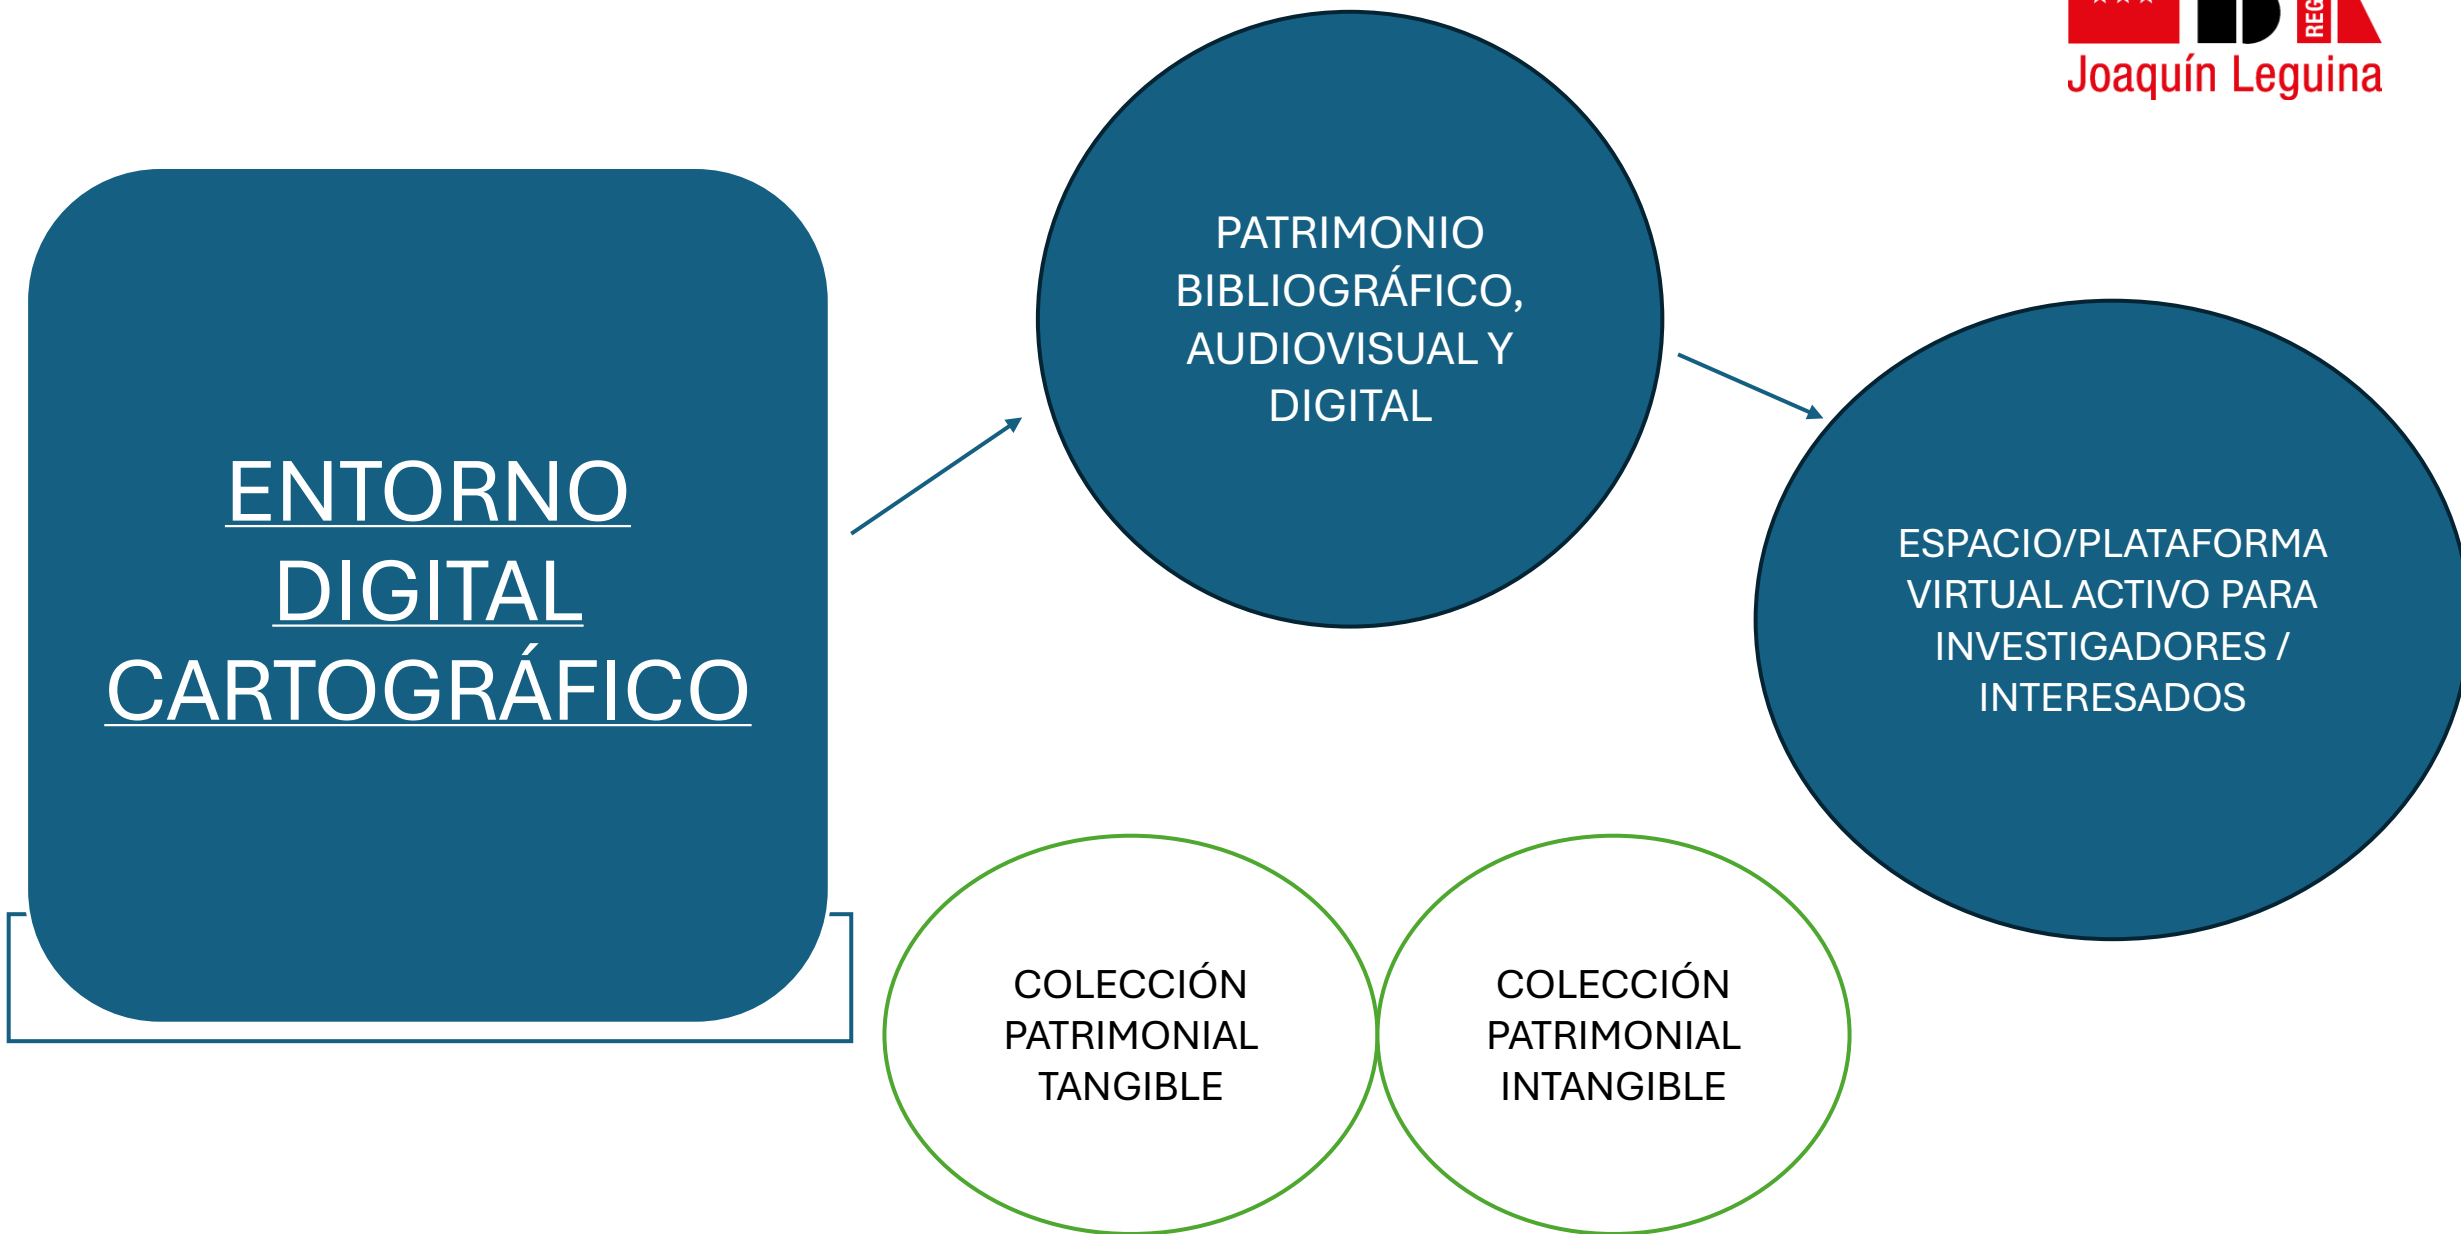 REG
Joaquín Leguina
PATRIMONIO
BIBLIOGRÁFICO,
AUDIOVISUAL Y
DIGITAL
ENTORNO
DIGITAL
CARTOGRÁFICO
ESPACIO/PLATAFORMA
VIRTUAL ACTIVO PARA
INVESTIGADORES /
INTERESADOS
COLECCIÓN
PATRIMONIAL
TANGIBLE
COLECCIÓN
PATRIMONIAL
INTANGIBLE